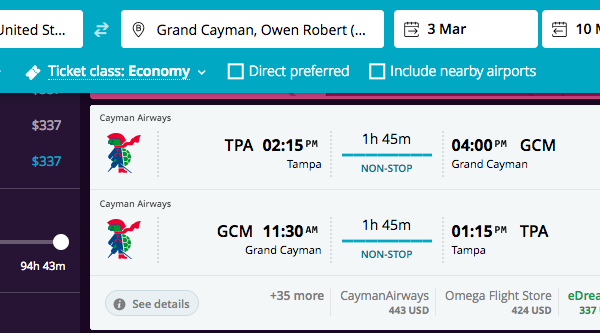 United St...
Grand Cayman, Owen Robert (...
3 Mar
10 M
Ticket class: Economy
Direct preferred
Include nearby airports
$337
$337
94h 43m
Cayman Airways
TPA 02:15 PM
Tampa
1h 45m
NON-STOP
04:00 PM GCM
Grand Cayman
Cayman Airways
GCM 11:30 AM
Grand Cayman
1h 45m
NON-STOP
01:15 PM TPA
Tampa
See details
+35 more
CaymanAirways
443 USD
Omega Flight Store
424 USD
eDrea
337